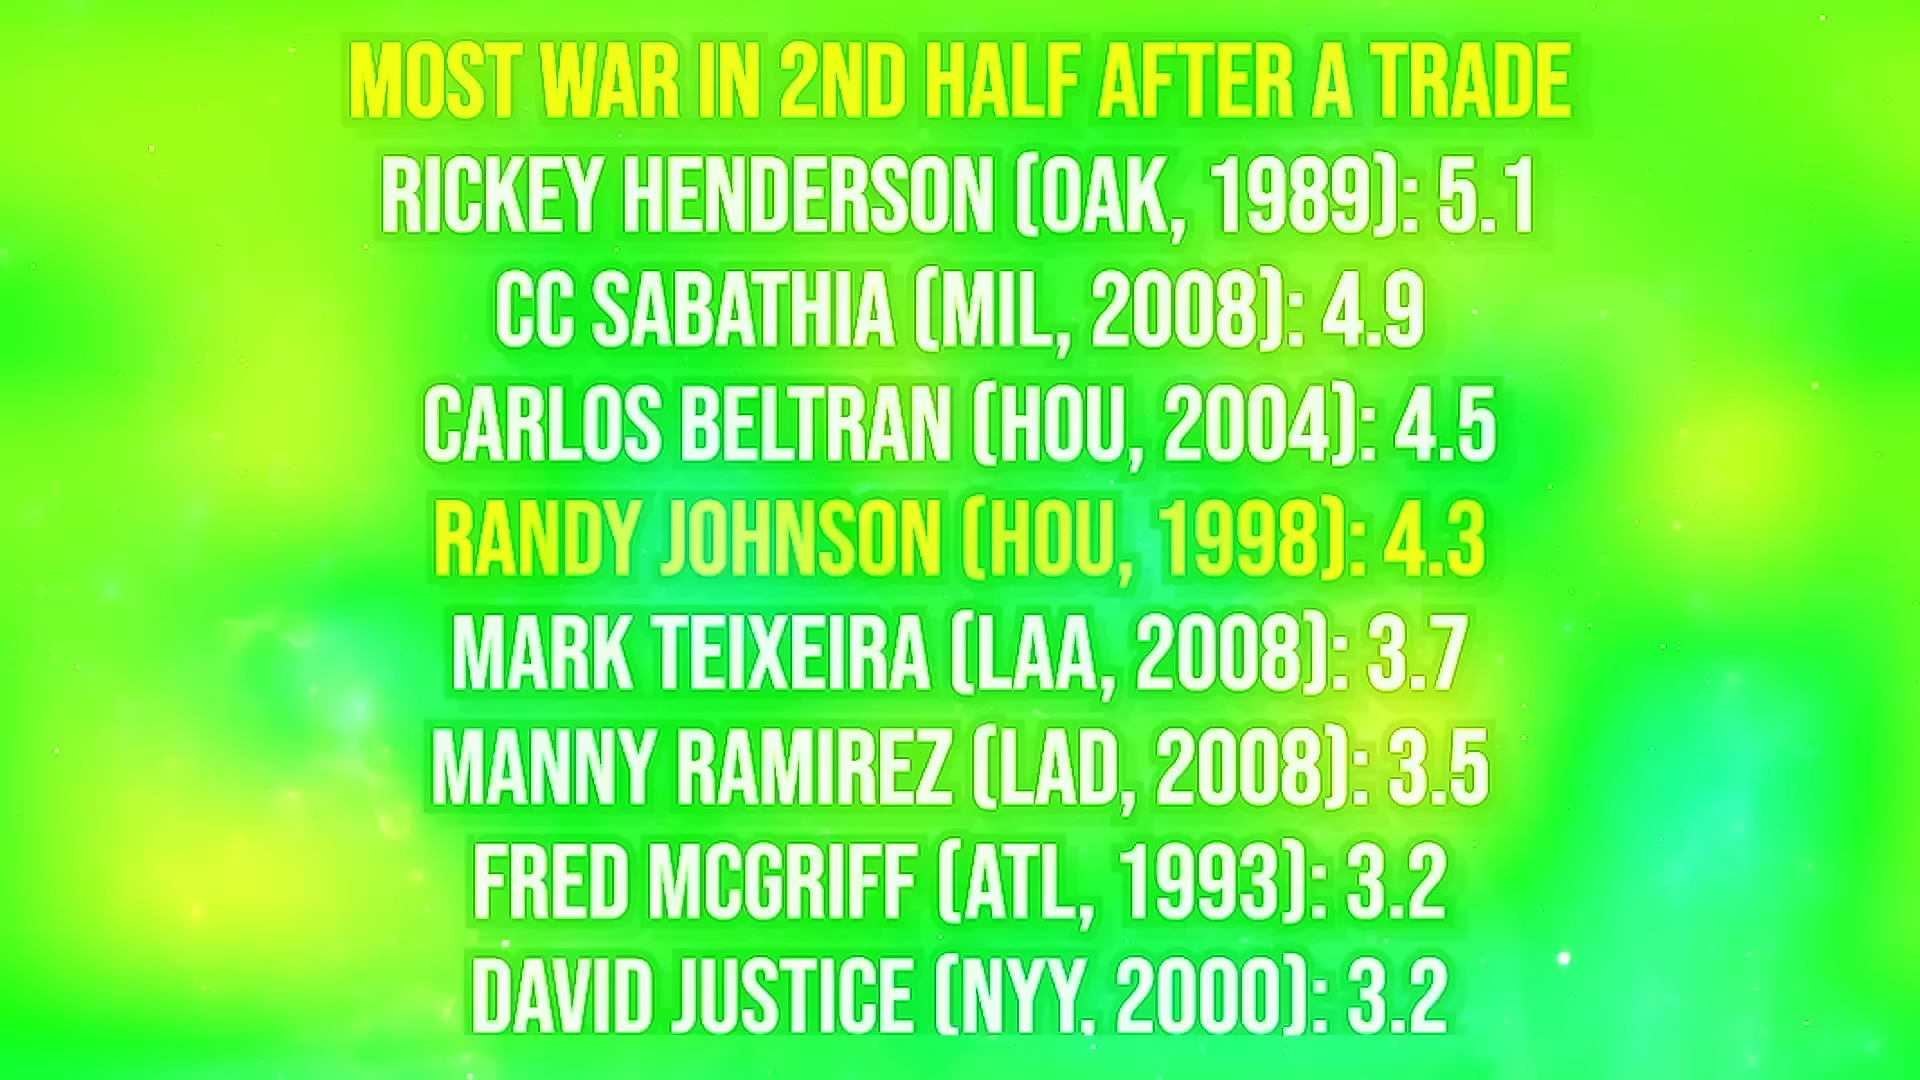 MOST WAR IN 2ND HALF AFTER A TRADE
RICKEY HENDERSON (OAK, 1989): 5.1
CC SABATHIA (MIL, 2008): 4.9
CARLOS BELTRAN (HOU, 2004): 4.5
RANDY JOHNSON (HOU, 1998): 4.3
MARK TEIXEIRA (LAA, 2008): 3.7
MANNY RAMIREZ (LAD, 2008): 3.5
FRED MCGRIFF (ATL, 1993): 3.2
DAVID JUSTICE (NYY, 2000): 3.2